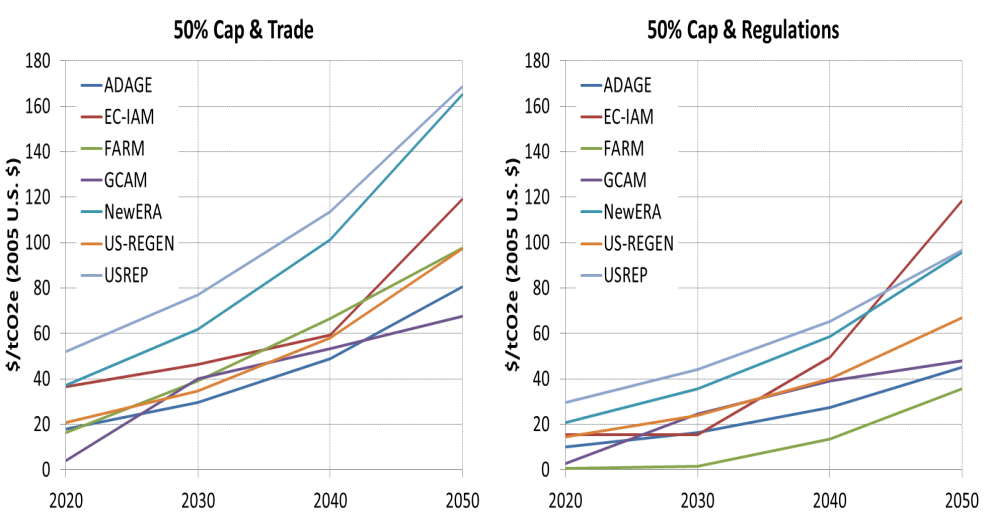 50% Cap & Trade
$/tCO2e (2005 U.S. $)
180
160
140
120
100
80
60
40
20
0
ADAGE
EC-IAM
FARM
GCAM
NewERA
US-REGEN
USREP
2020 2030 2040 2050
50% Cap & Regulations
$/tCO2e (2005 U.S. $)
180
160
140
120
100
80
60
40
20
0
ADAGE
EC-IAM
FARM
GCAM
NewERA
US-REGEN
USREP
2020 2030 2040 2050